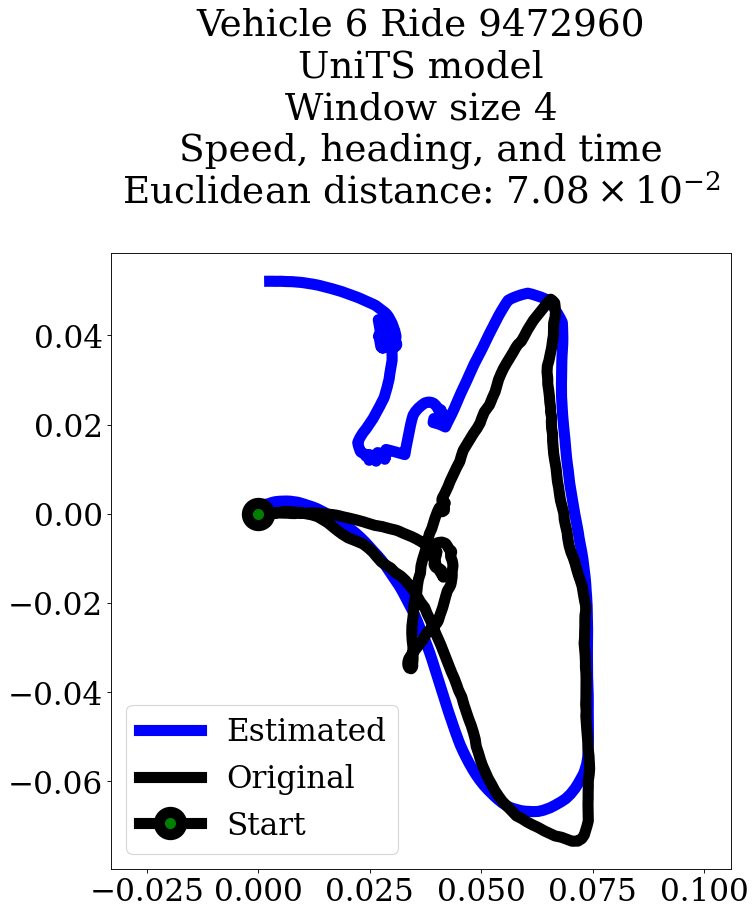 Vehicle 6 Ride 9472960
UniTS model
Window size 4
Speed, heading, and time
Euclidean distance: 7.08 × 10⁻²
0.04
0.02
0.00
−0.02
−0.04
−0.06
Estimated
Original
Start
−0.025 0.000 0.025 0.050 0.075 0.100